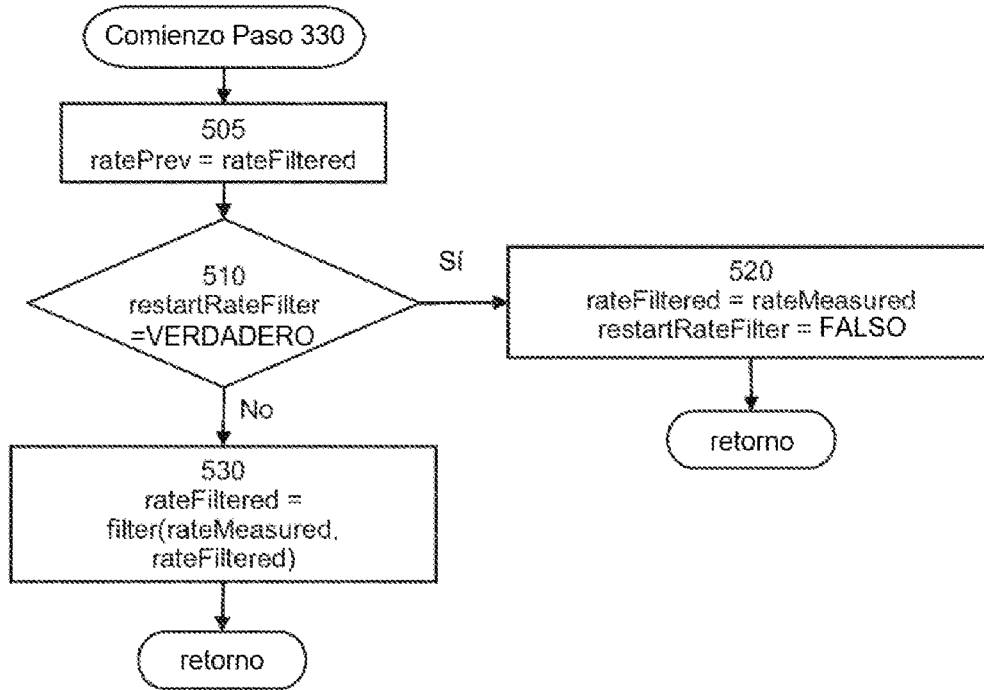 Comienzo Paso 330
505
ratePrev = rateFiltered
510
restartRateFilter
=VERDADERO
Sí
520
rateFiltered = rateMeasured
restartRateFilter = FALSO
retorno
No
530
rateFiltered =
filter(rateMeasured,
rateFiltered)
retorno